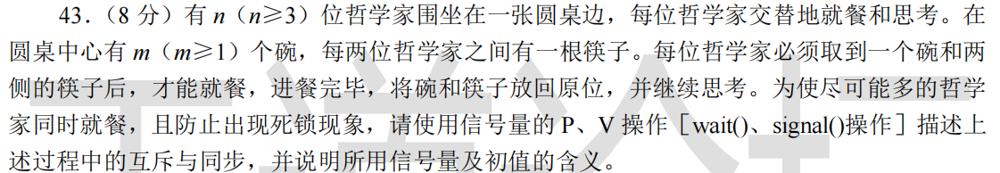 43.（8 分）有 n（n≥3）位哲学家围坐在一张圆桌边，每位哲学家交替地就餐和思考。在
圆桌中心有 m（m≥1）个碗，每两位哲学家之间有一根筷子。每位哲学家必须取到一个碗和两
侧的筷子后，才能就餐，进餐完毕，将碗和筷子放回原位，并继续思考。为使尽可能多的哲学
家同时就餐，且防止出现死锁现象，请使用信号量的 P、V 操作［wait()、signal()操作］描述上
述过程中的互斥与同步，并说明所用信号量及初值的含义。